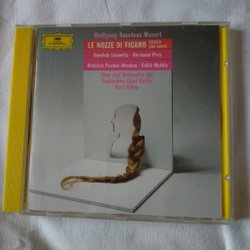 Wolfgang Amadeus Mozart
LE NOZZE DI FIGARO
Gundula Janowitz · Hermann Prey
Dietrich Fischer-Dieskau · Edith Mathis
Chor und Orchester der
Deutschen Oper Berlin
Karl Böhm